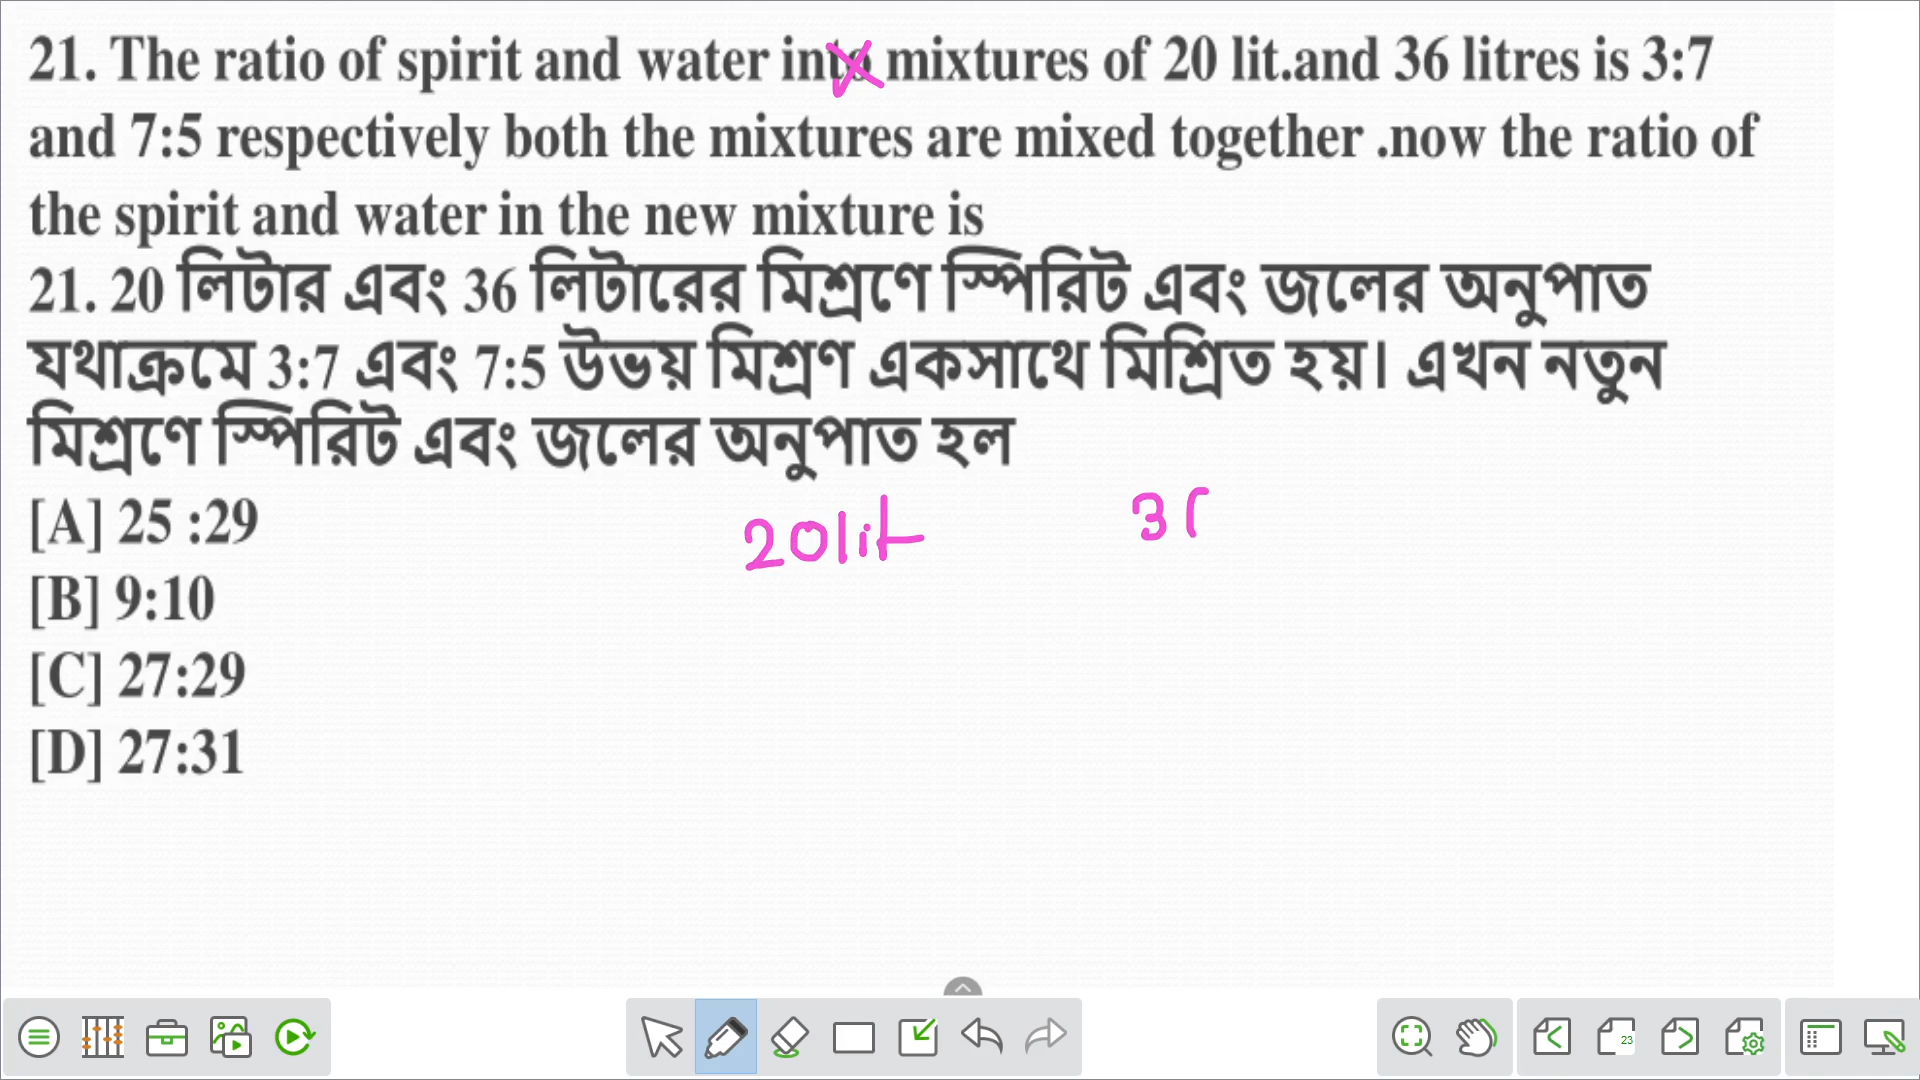 21. The ratio of spirit and water into mixtures of 20 lit.and 36 litres is 3:7
and 7:5 respectively both the mixtures are mixed together .now the ratio of
the spirit and water in the new mixture is
21. 20 লিটার এবং 36 লিটারের মিশ্রণে স্পিরিট এবং জলের অনুপাত
যথাক্রমে 3:7 এবং 7:5 উভয় মিশ্রণ একসাথে মিশ্রিত হয়। এখন নতুন
মিশ্রণে স্পিরিট এবং জলের অনুপাত হল
[A] 25 :29
20lit 3
[B] 9:10
[C] 27:29
[D] 27:31
23